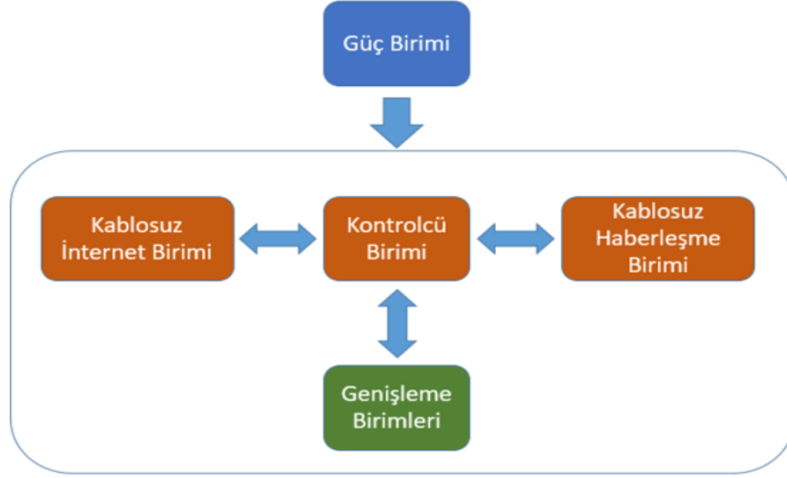 Güç Birimi
Kablosuz
İnternet Birimi
Kontrolcü
Birimi
Kablosuz
Haberleşme
Birimi
Genişleme
Birimleri